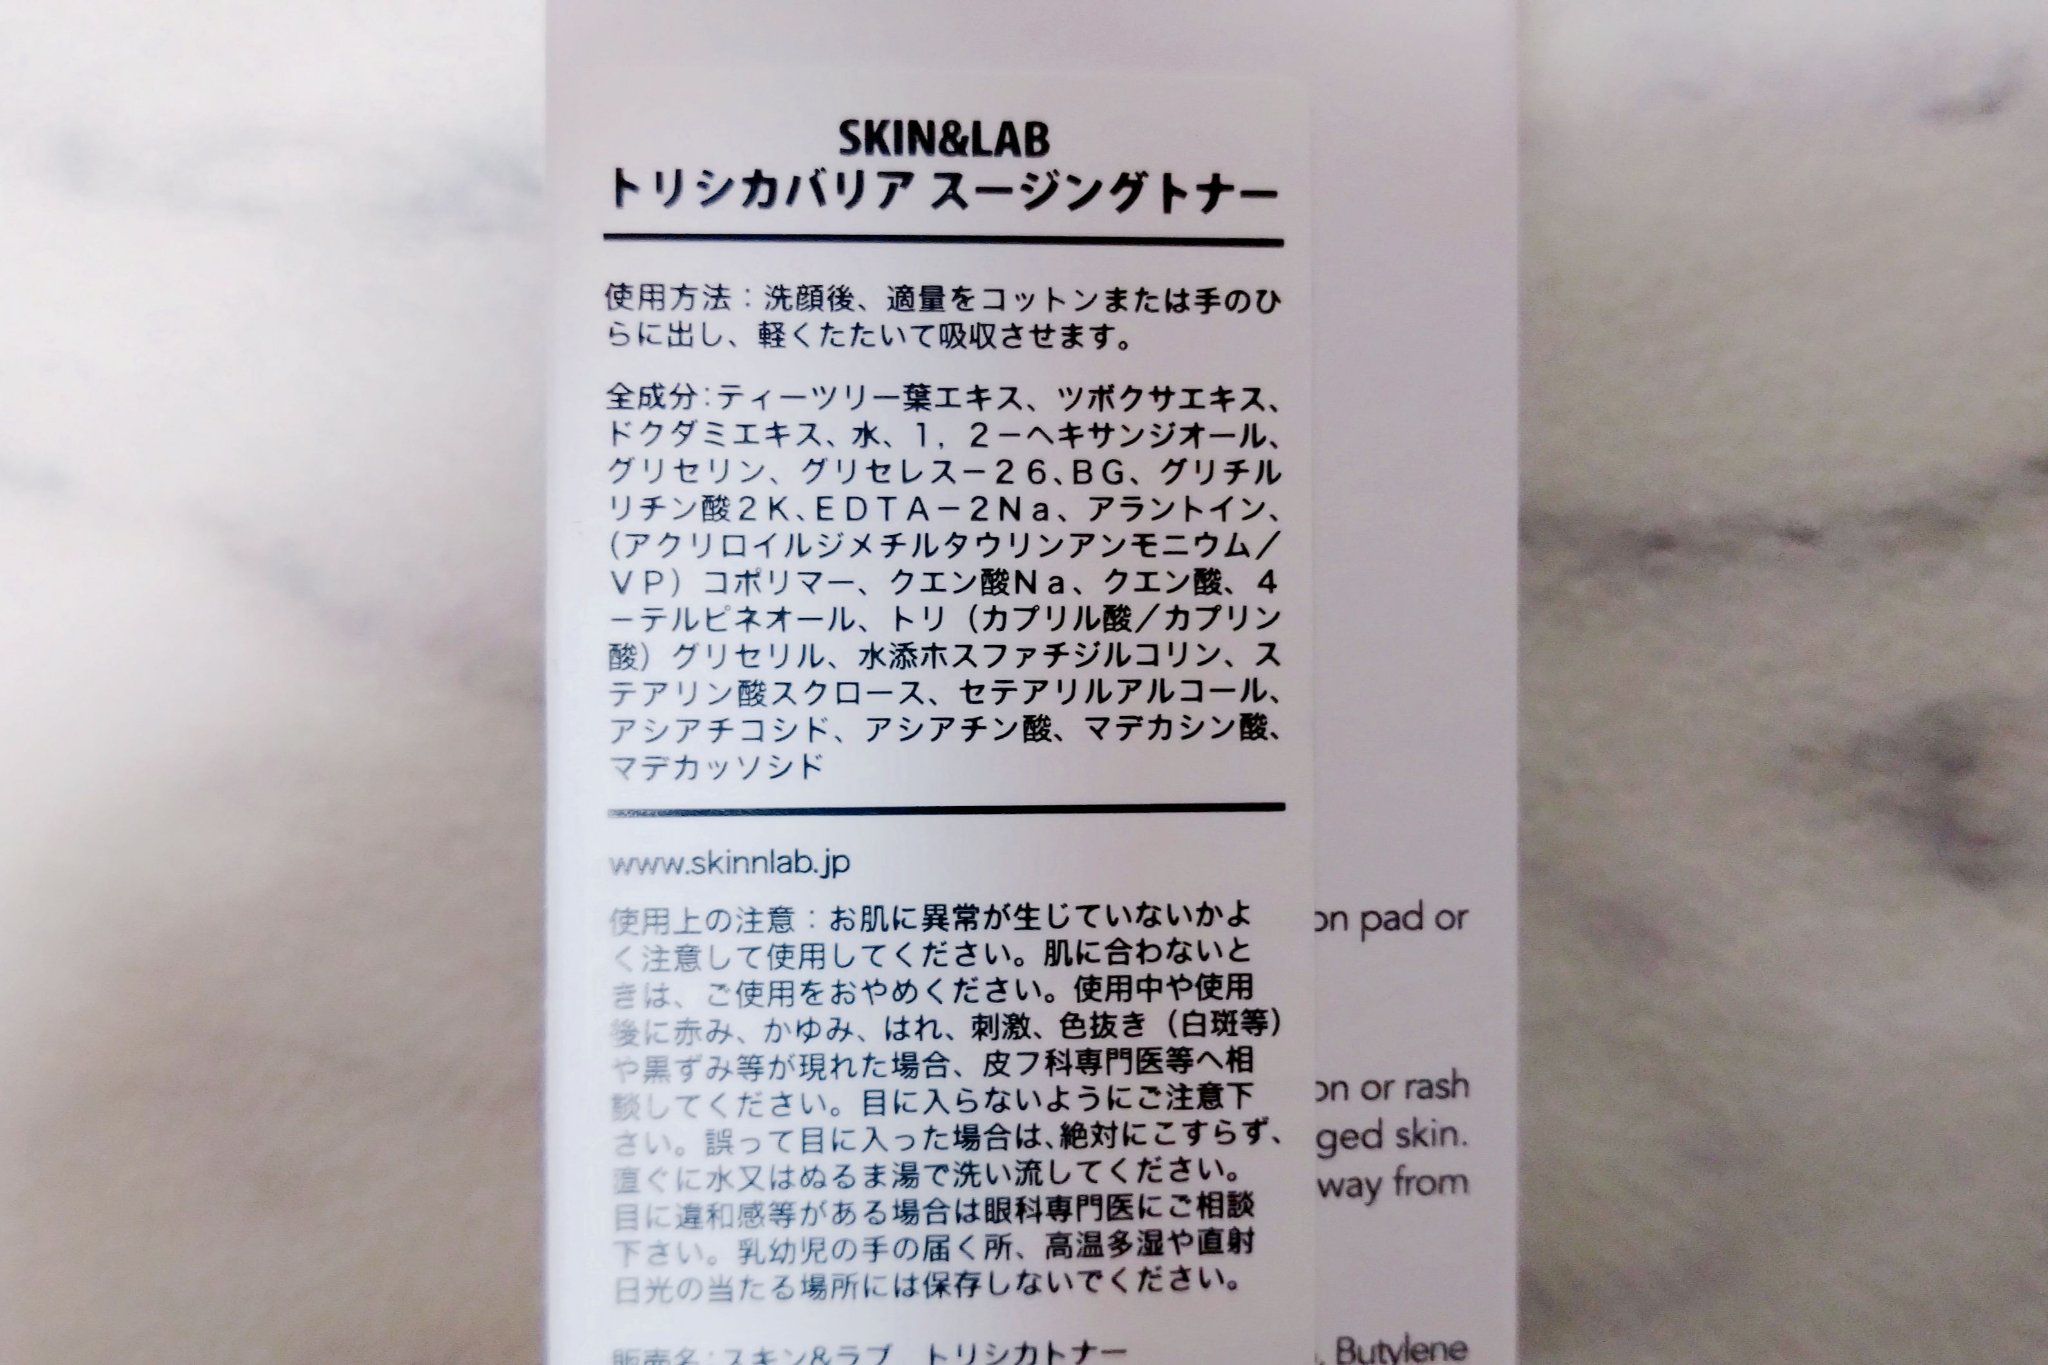 SKIN&LAB
トリシカバリア スージングトナー
使用方法：洗顔後、適量をコットンまたは手のひ
らに出し、軽くたたいて吸収させます。
全成分：ティーツリー葉エキス、ツボクサエキス、
ドクダミエキス、水、１，２－ヘキサンジオール、
グリセリン、グリセレス－２６、ＢＧ、グリチル
リチン酸２Ｋ、ＥＤＴＡ－２Ｎａ、アラントイン、
（アクリロイルジメチルタウリンアンモニウム／
ＶＰ）コポリマー、クエン酸Ｎａ、クエン酸、４
－テルピネオール、トリ（カプリル酸／カプリン
酸）グリセリル、水添ホスファチジルコリン、ス
テアリン酸スクロース、セテアリルアルコール、
アシアチコシド、アシアチン酸、マデカシン酸、
マデカッソシド
www.skinnlab.jp
使用上の注意：お肌に異常が生じていないかよ
く注意して使用してください。肌に合わないと
きは、ご使用をおやめください。使用中や使用
後に赤み、かゆみ、はれ、刺激、色抜き（白斑等）
や黒ずみ等が現れた場合、皮フ科専門医等へ相
談してください。目に入らないようにご注意下
さい。誤って目に入った場合は、絶対にこすらず、
直ぐに水又はぬるま湯で洗い流してください。
目に違和感等がある場合は眼科専門医にご相談
下さい。乳幼児の手の届く所、高温多湿や直射
日光の当たる場所には保存しないでください。
販売名：スキン&ラブ　トリシカトナー
on pad or
on or rash
ged skin.
way from
Butylene